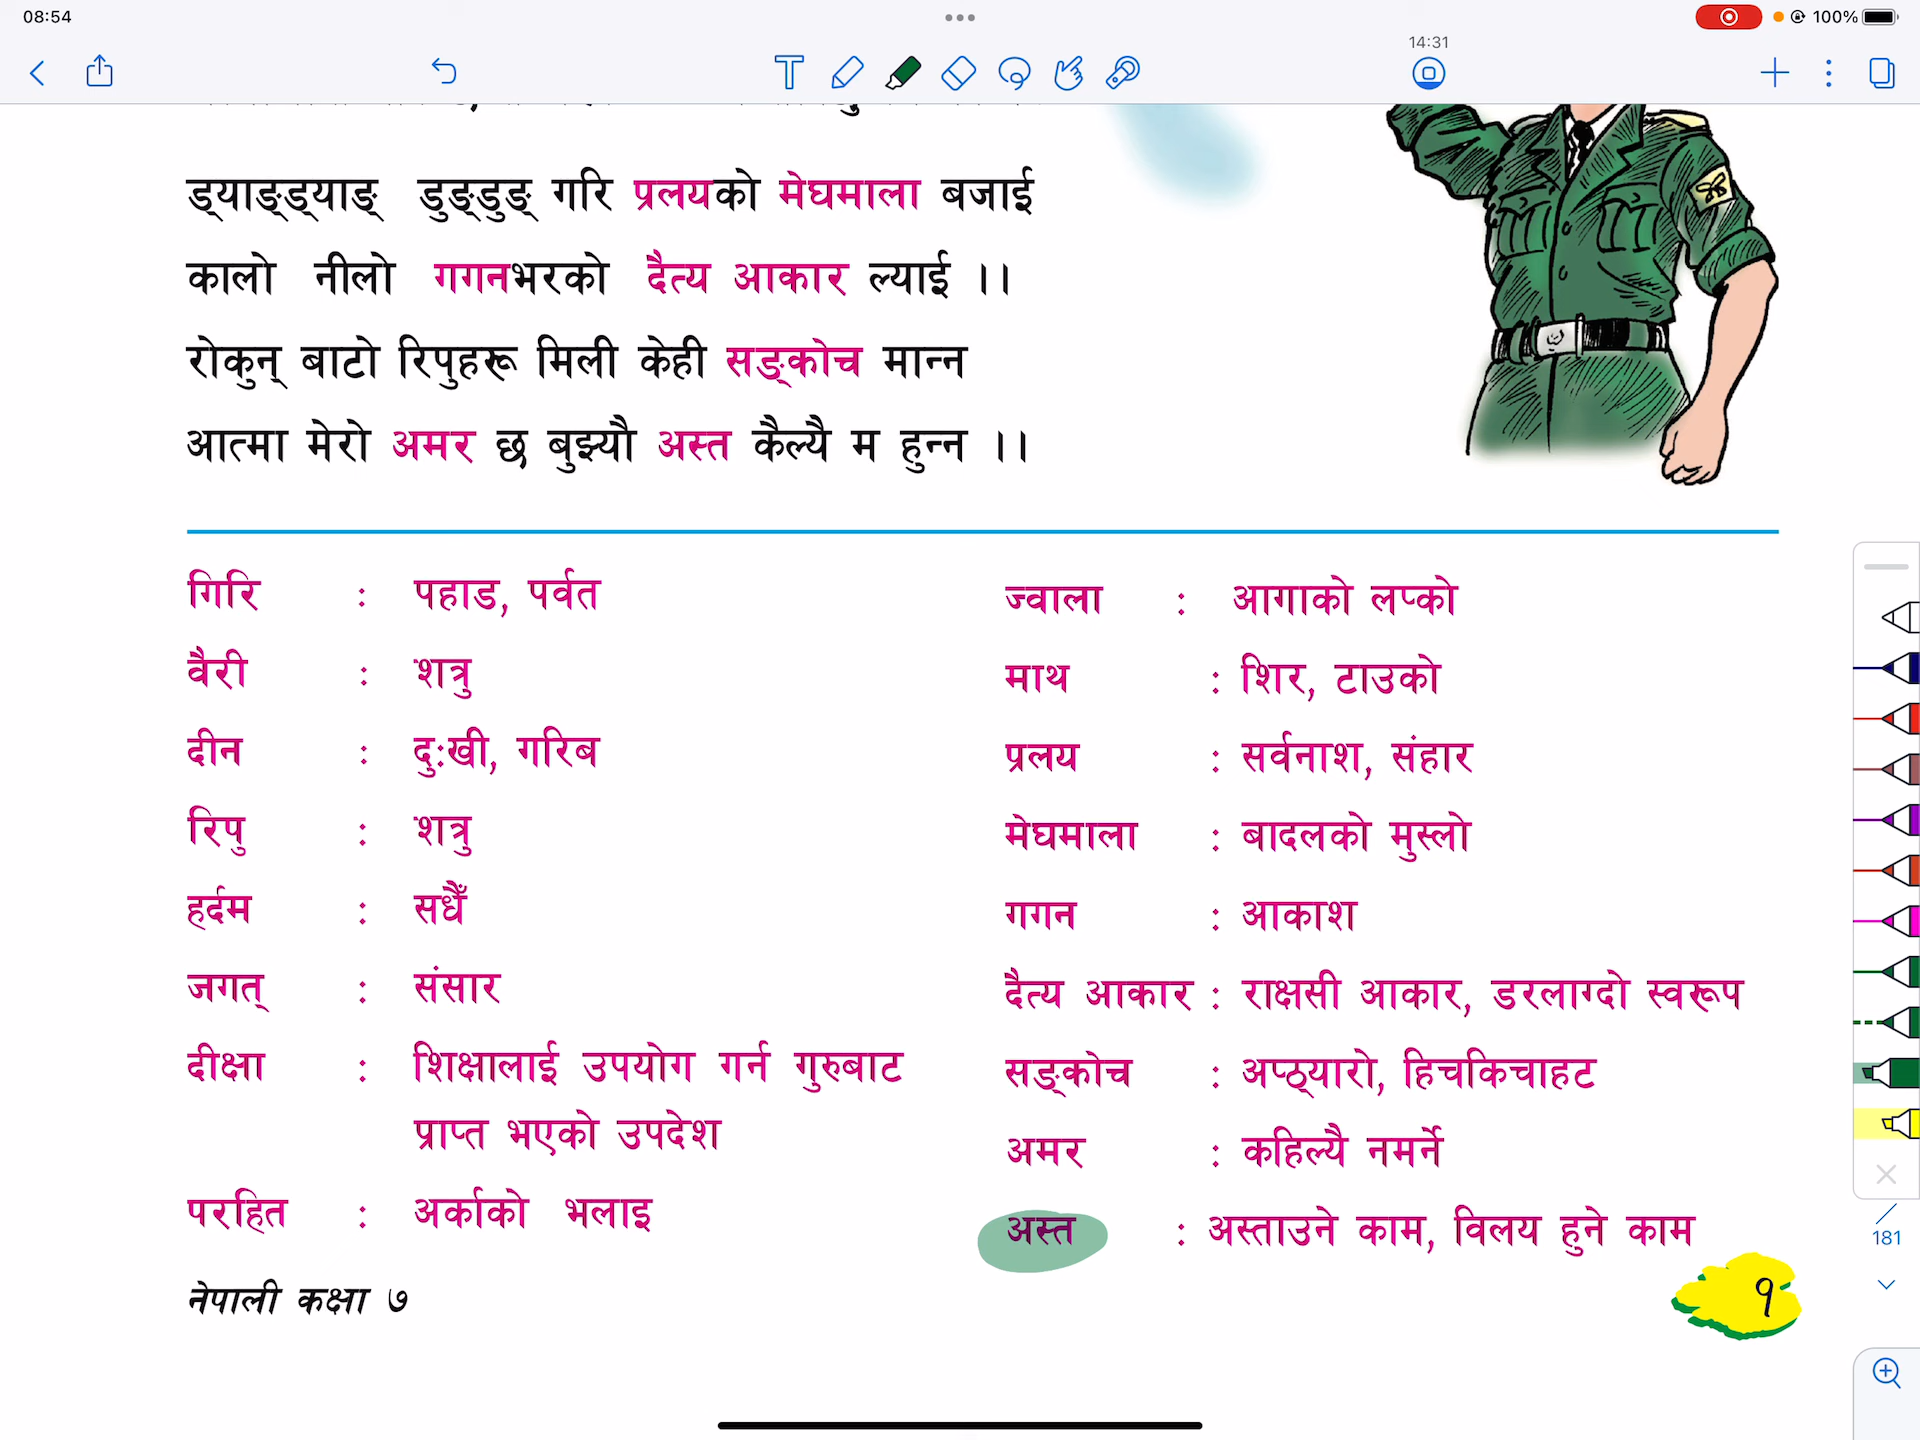 08:54
100%
14:31
ड्याङ्ड्याङ् डुङ्डुङ् गरि प्रलयको मेघमाला बजाई
कालो नीलो गगनभरको दैत्य आकार ल्याई ।।
रोकुन् बाटो रिपुहरू मिली केही सङ्कोच मान्न
आत्मा मेरो अमर छ बुझ्यौ अस्त कैल्यै म हुन्न ।।
गिरि : पहाड, पर्वत
वैरी : शत्रु
दीन : दुःखी, गरिब
रिपु : शत्रु
हर्दम : सधैँ
जगत् : संसार
दीक्षा : शिक्षालाई उपयोग गर्न गुरुबाट
प्राप्त भएको उपदेश
परहित : अर्काको भलाइ
ज्वाला : आगाको लप्को
माथ : शिर, टाउको
प्रलय : सर्वनाश, संहार
मेघमाला : बादलको मुस्लो
गगन : आकाश
दैत्य आकार : राक्षसी आकार, डरलाग्दो स्वरूप
सङ्कोच : अप्ठ्यारो, हिचकिचाहट
अमर : कहिल्यै नमर्ने
अस्त : अस्ताउने काम, विलय हुने काम
नेपाली कक्षा ७
१
181